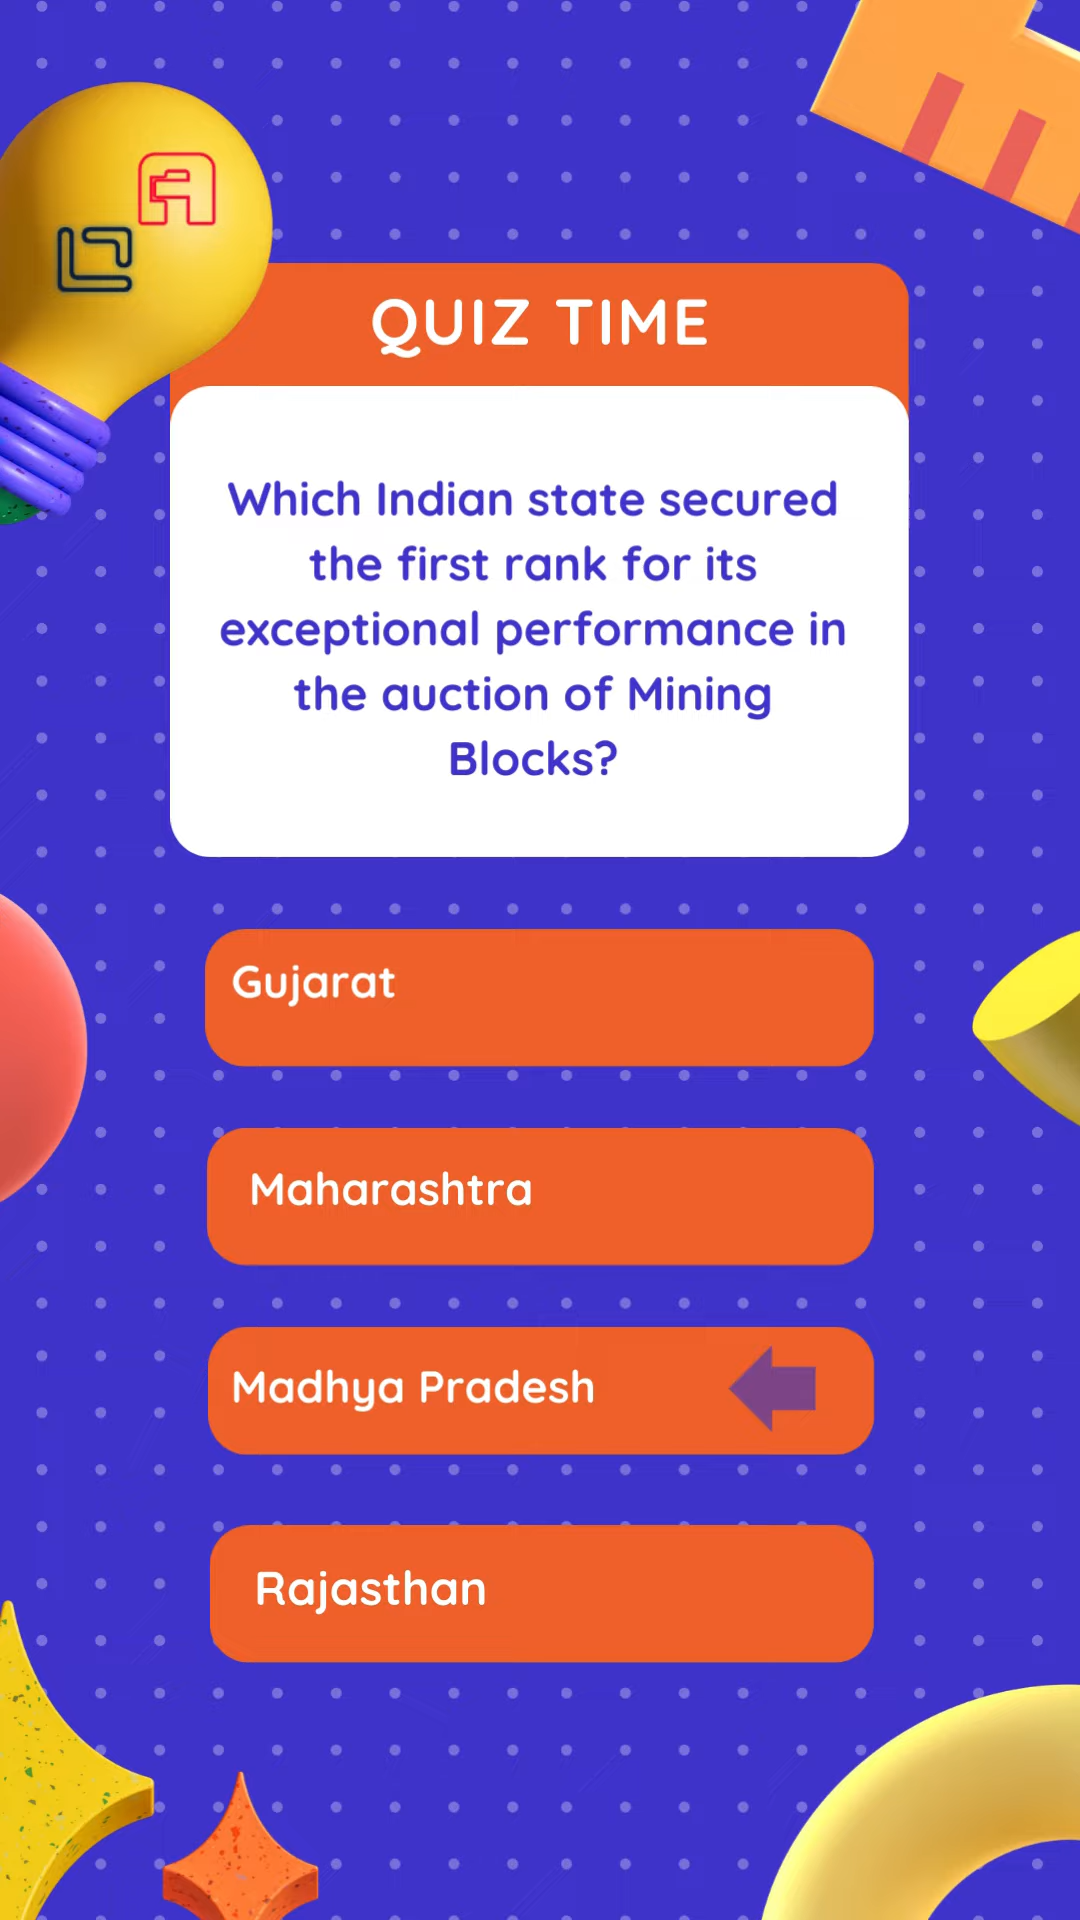 QUIZ TIME
Which Indian state secured
the first rank for its
exceptional performance in
the auction of Mining
Blocks?
Gujarat
Maharashtra
Madhya Pradesh
Rajasthan